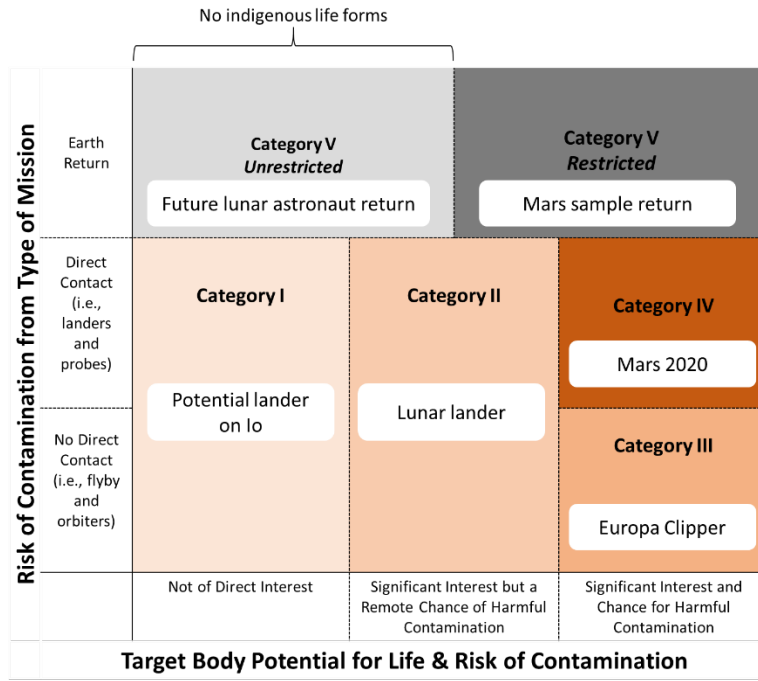 No indigenous life forms
Risk of Contamination from Type of Mission
Earth
Return
Category V
Unrestricted
Future lunar astronaut return
Category V
Restricted
Mars sample return
Direct
Contact
(i.e.,
landers
and
probes)
Category I
Category II
Category IV
Mars 2020
Potential lander
on Io
Lunar lander
No Direct
Contact
(i.e., flyby
and
orbiters)
Category III
Europa Clipper
Not of Direct Interest
Significant Interest but a
Remote Chance of Harmful
Contamination
Significant Interest and
Chance for Harmful
Contamination
Target Body Potential for Life & Risk of Contamination